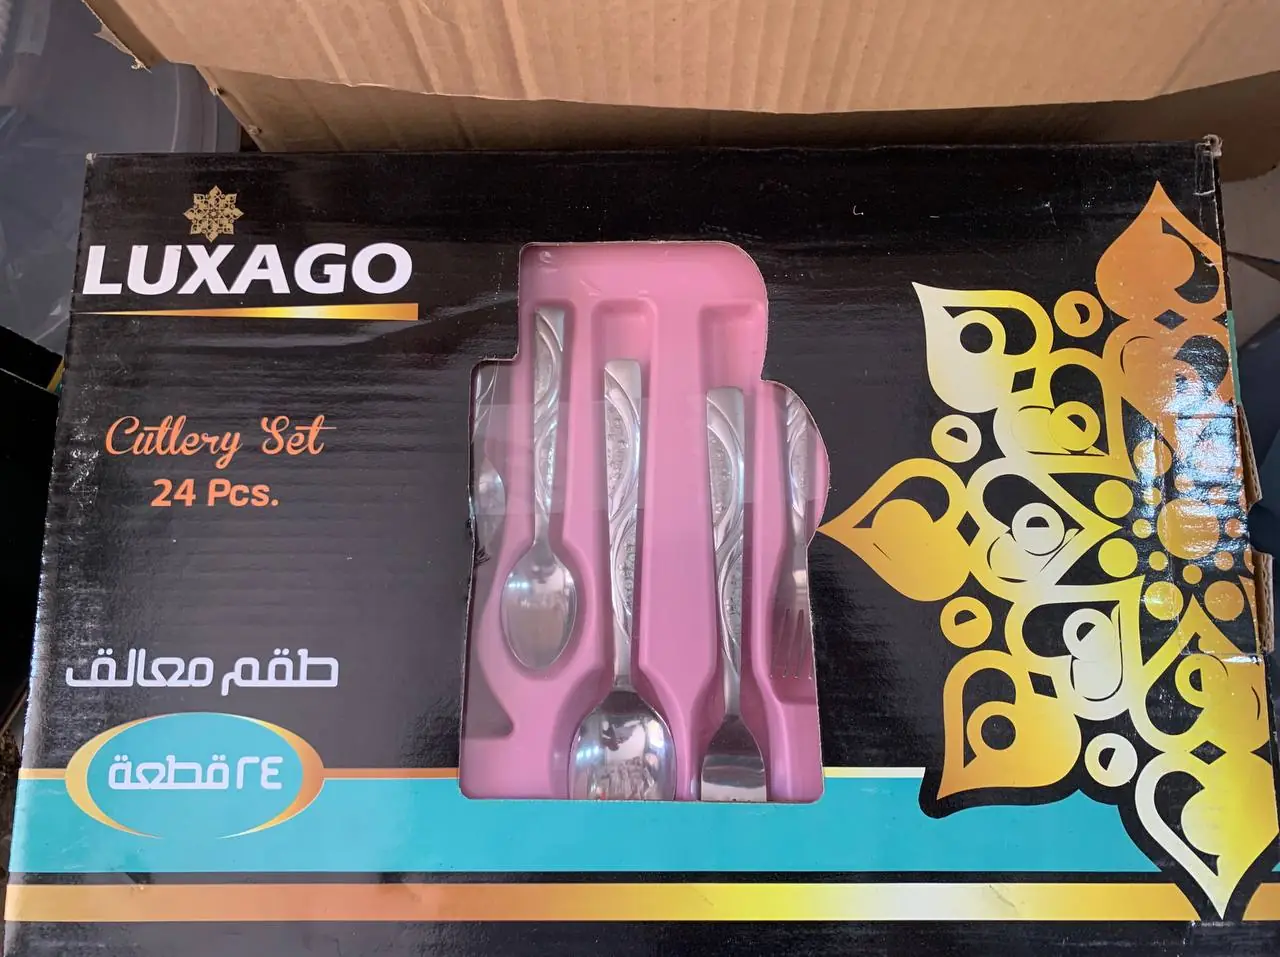 LUXAGO
Cutlery Set
24 Pcs.
طقم معالق
٢٤ قطعة